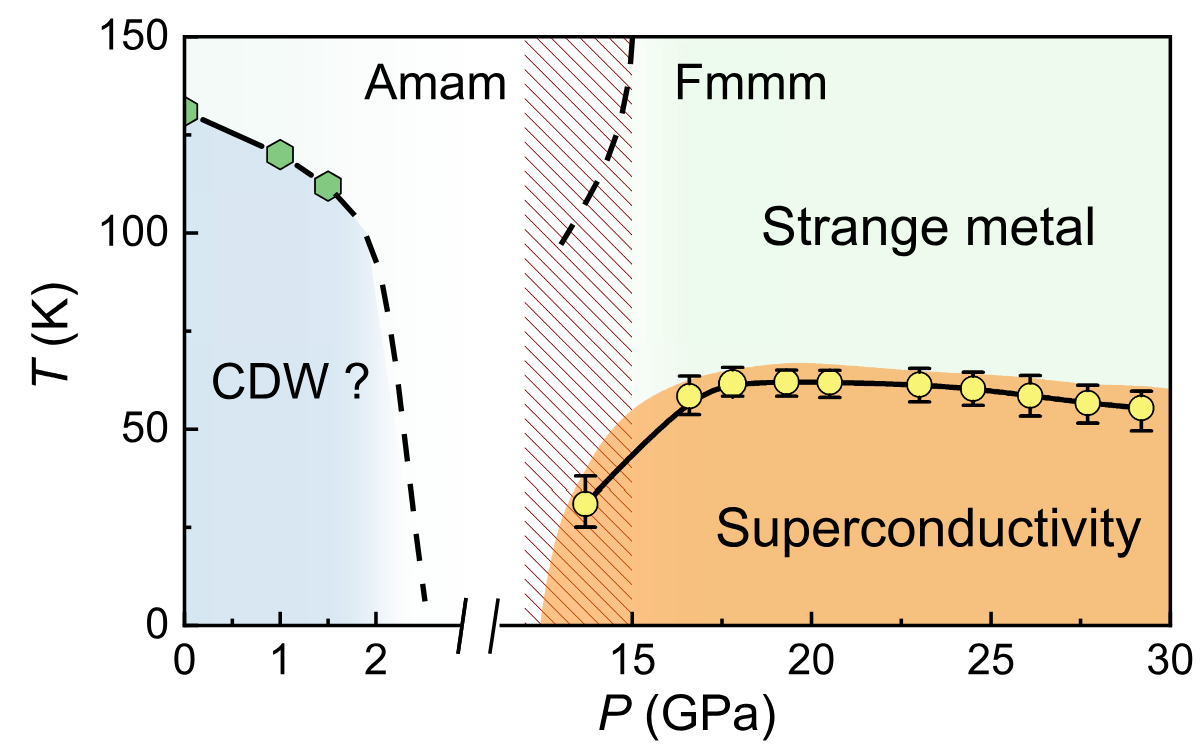 150
Amam
Fmmm
100
Strange metal
T (K)
CDW ?
50
Superconductivity
0
0
1
2
15
20
25
30
P (GPa)